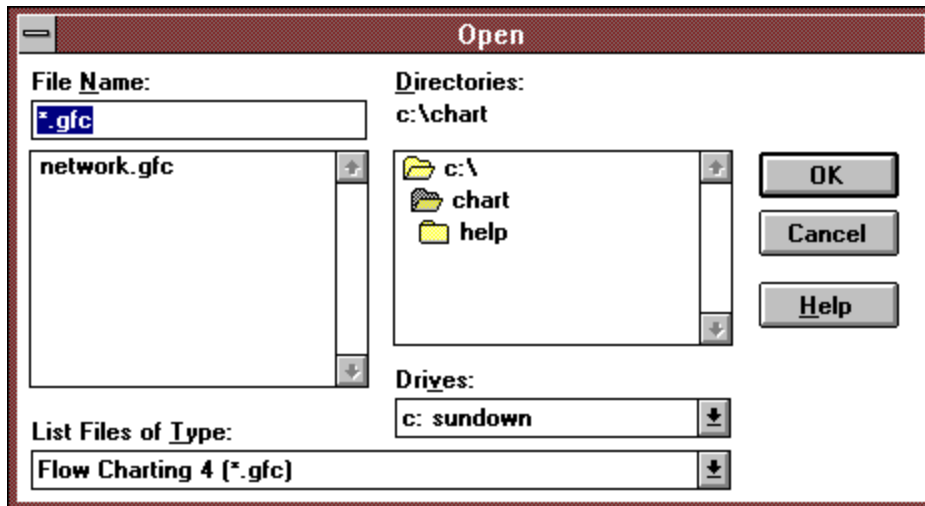 Open
File Name:
*.gfc
network.gfc
Directories:
c:\chart
c:\
chart
help
OK
Cancel
Help
Drives:
c: sundown
List Files of Type:
Flow Charting 4 (*.gfc)